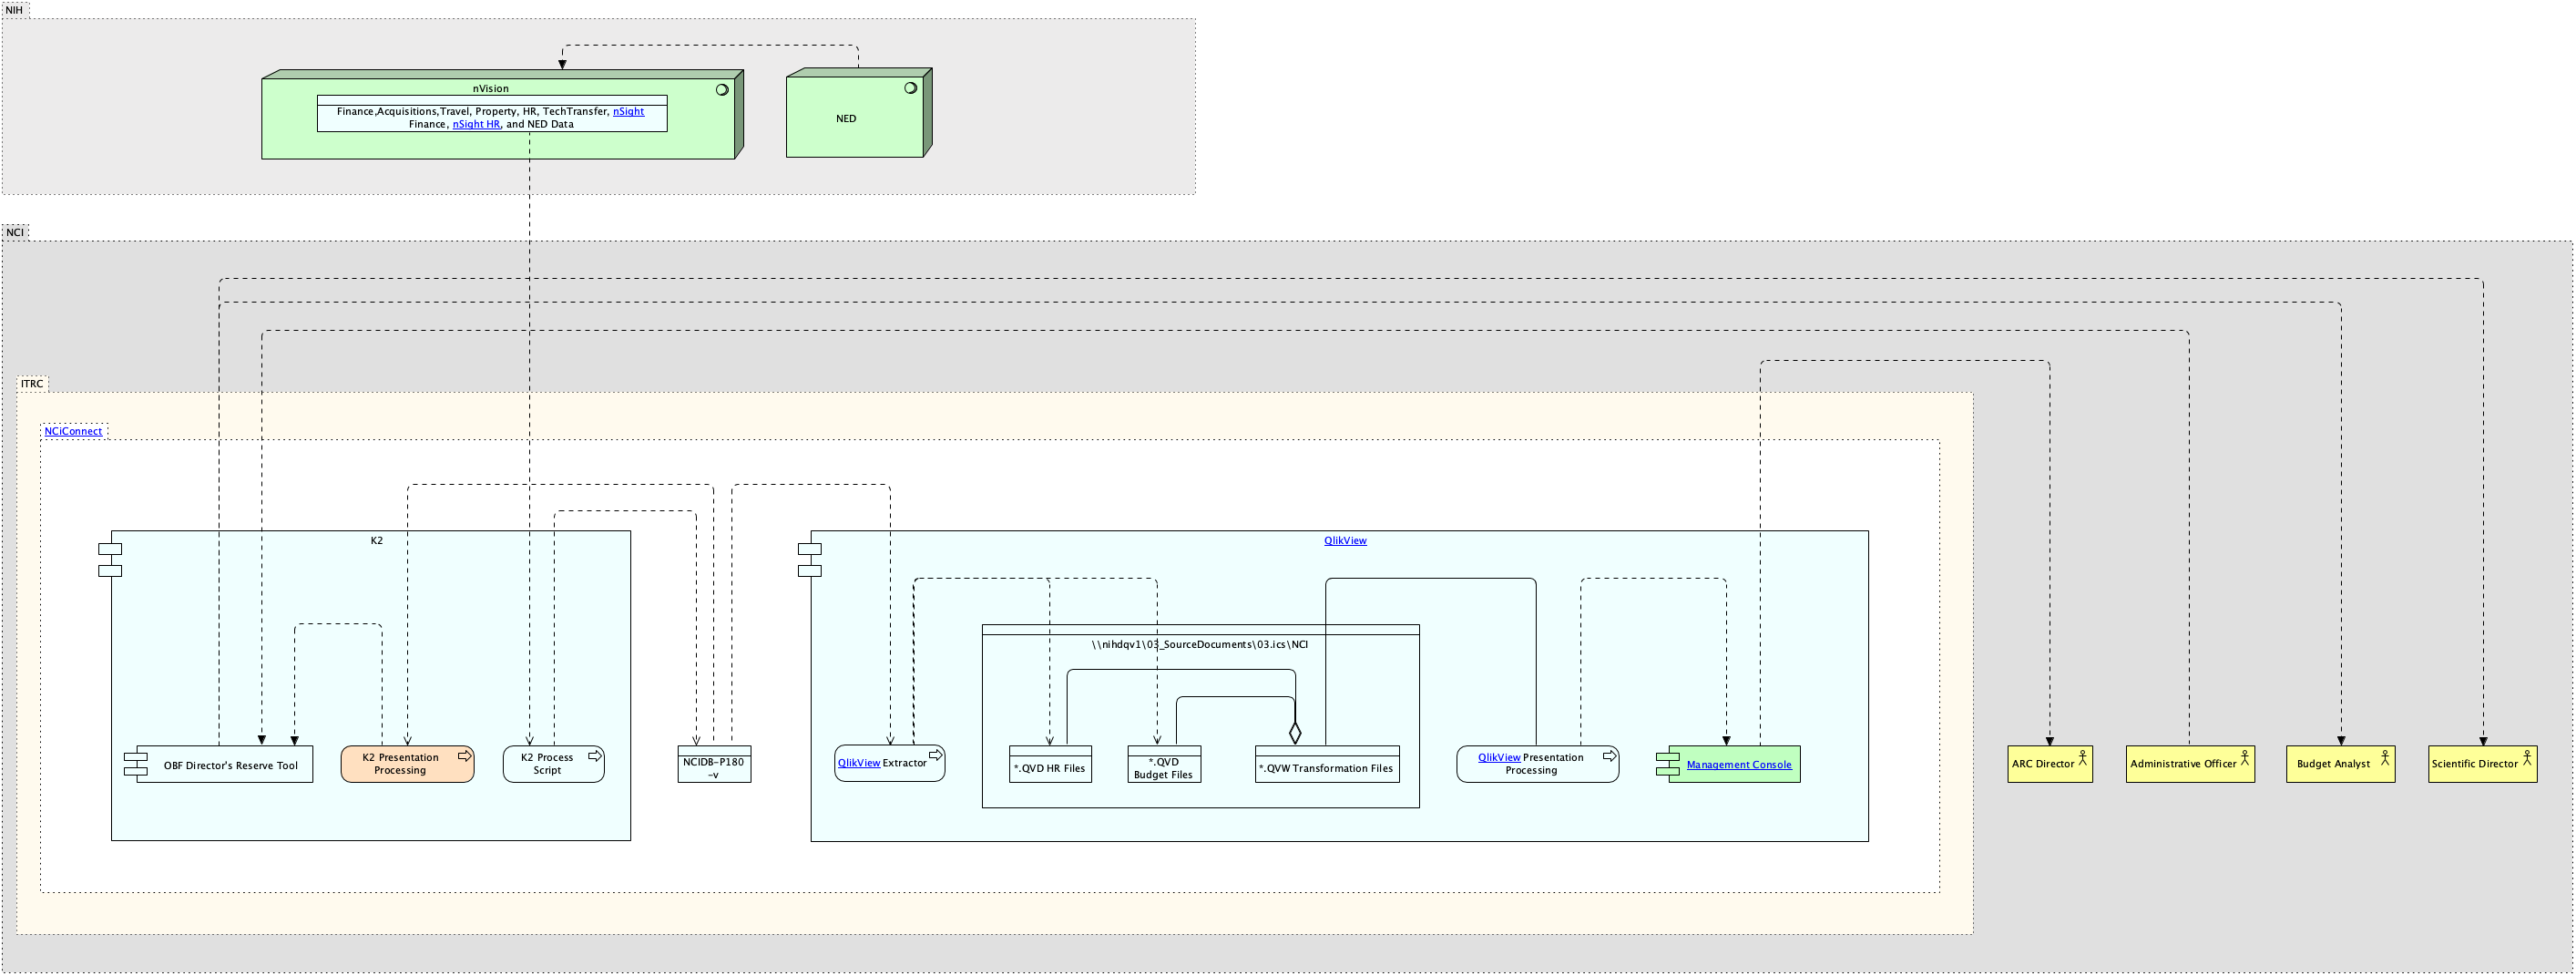 NIH
nVision
Finance,Acquisitions,Travel, Property, HR, TechTransfer, nSight
Finance, nSight HR, and NED Data
NED
NCI
ITRC
NCiConnect
K2
QlikView
\\nihdqv1\03_SourceDocuments\03.ics\NCI
OBF Director's Reserve Tool
K2 Presentation
Processing
K2 Process
Script
NCIDB-P180
-v
QlikView Extractor
*.QVD HR Files
*.QVD
Budget Files
*.QVW Transformation Files
QlikView Presentation
Processing
Management Console
ARC Director
Administrative Officer
Budget Analyst
Scientific Director